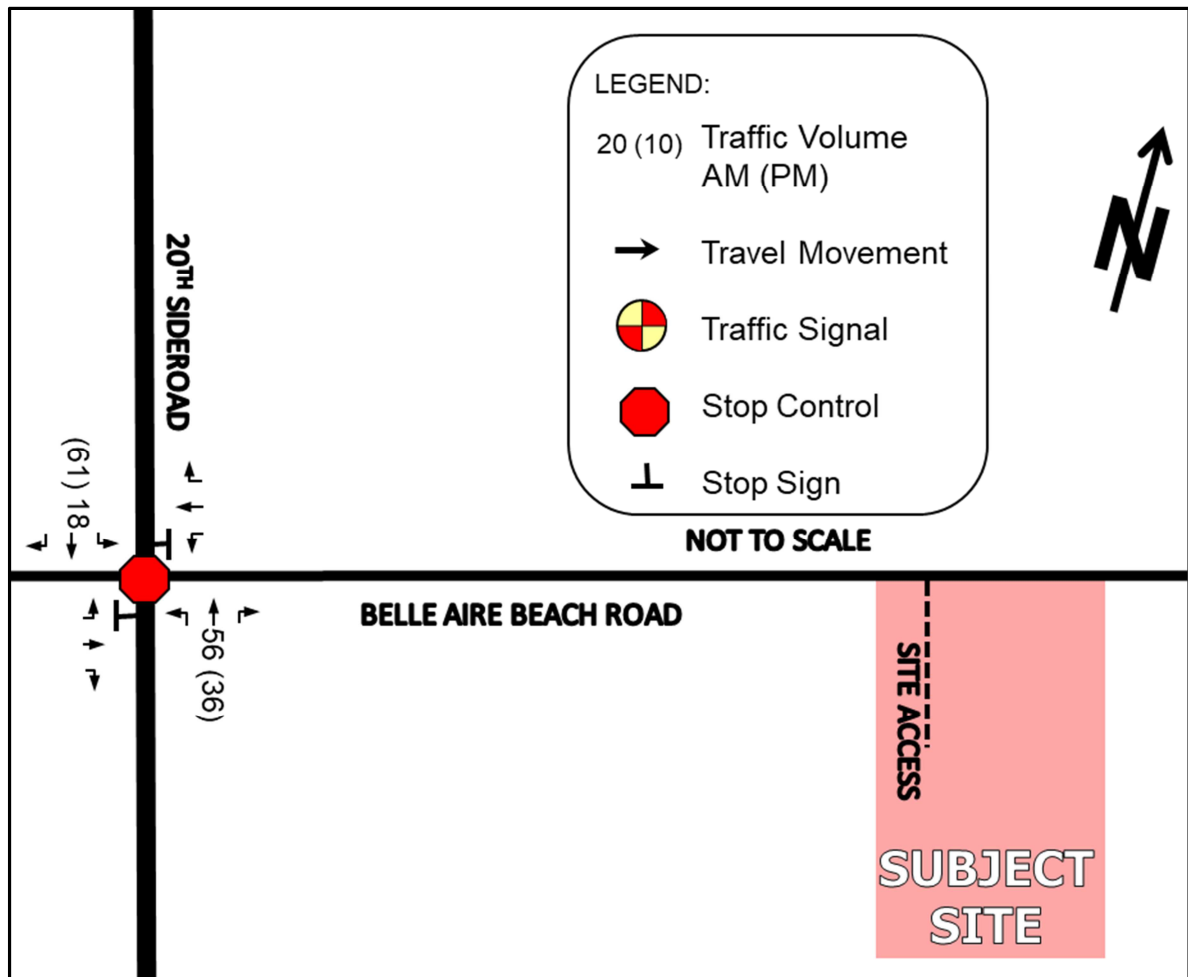 LEGEND:
20 (10) Traffic Volume
AM (PM)
Travel Movement
Traffic Signal
Stop Control
Stop Sign
N
20TH SIDEROAD
(61) 18
NOT TO SCALE
BELLE AIRE BEACH ROAD
56 (36)
SITE ACCESS
SUBJECT
SITE